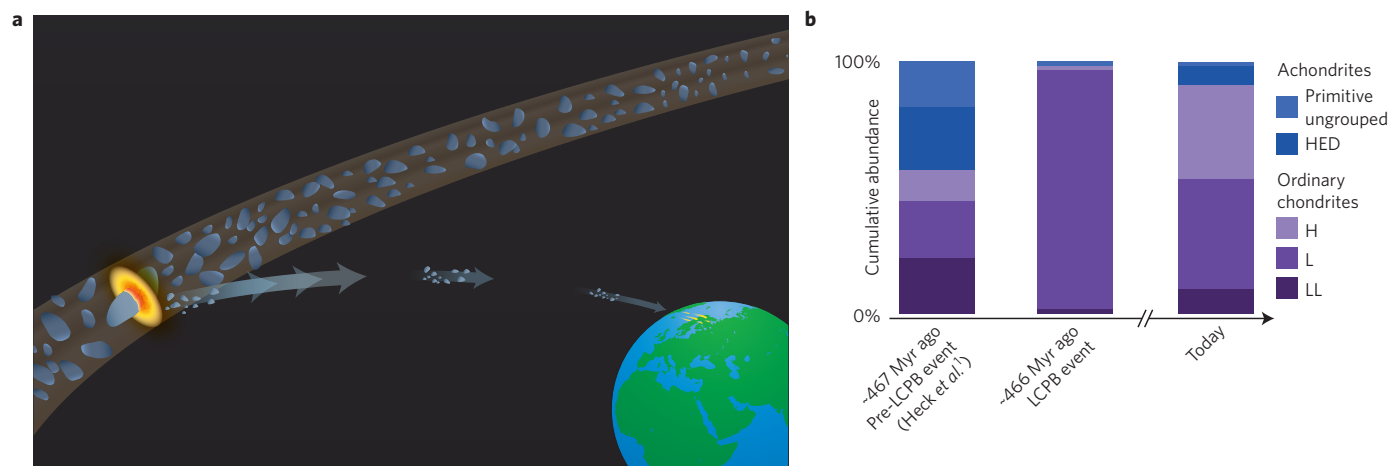 a
b
100%
0%
Cumulative abundance
~467 Myr ago
Pre-LCPB event
(Heck et al.¹)
~466 Myr ago
LCPB event
Today
Achondrites
Primitive
ungrouped
HED
Ordinary
chondrites
H
L
LL